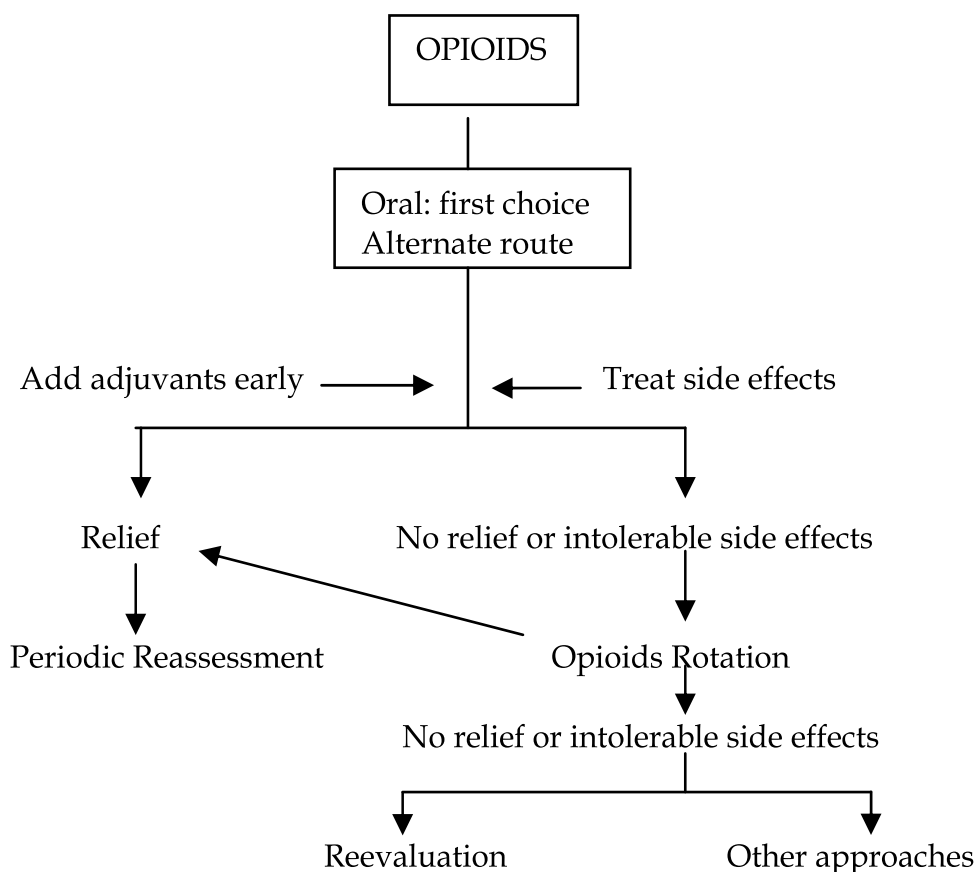 OPIOIDS
Oral: first choice
Alternate route
Add adjuvants early
Treat side effects
Relief
No relief or intolerable side effects
Periodic Reassessment
Opioids Rotation
No relief or intolerable side effects
Reevaluation
Other approaches